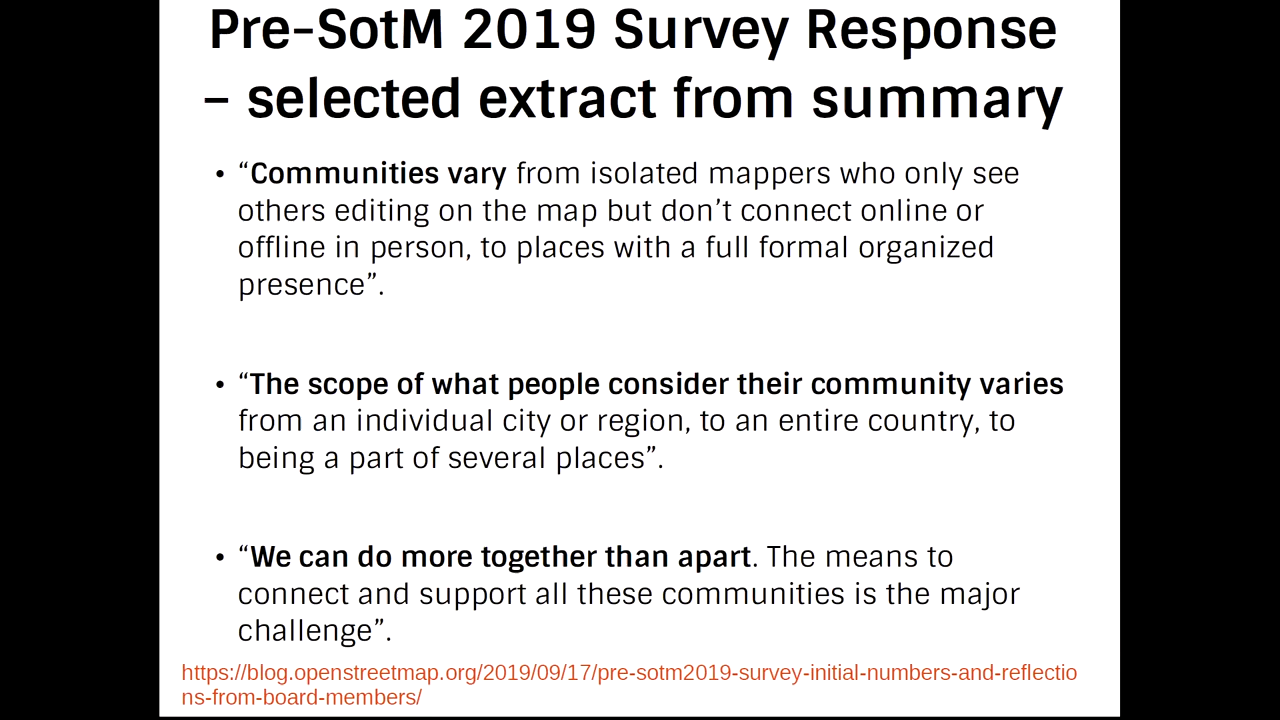 Pre-SotM 2019 Survey Response
– selected extract from summary
• “Communities vary from isolated mappers who only see
others editing on the map but don’t connect online or
offline in person, to places with a full formal organized
presence”.
• “The scope of what people consider their community varies
from an individual city or region, to an entire country, to
being a part of several places”.
• “We can do more together than apart. The means to
connect and support all these communities is the major
challenge”.
https://blog.openstreetmap.org/2019/09/17/pre-sotm2019-survey-initial-numbers-and-reflectio
ns-from-board-members/